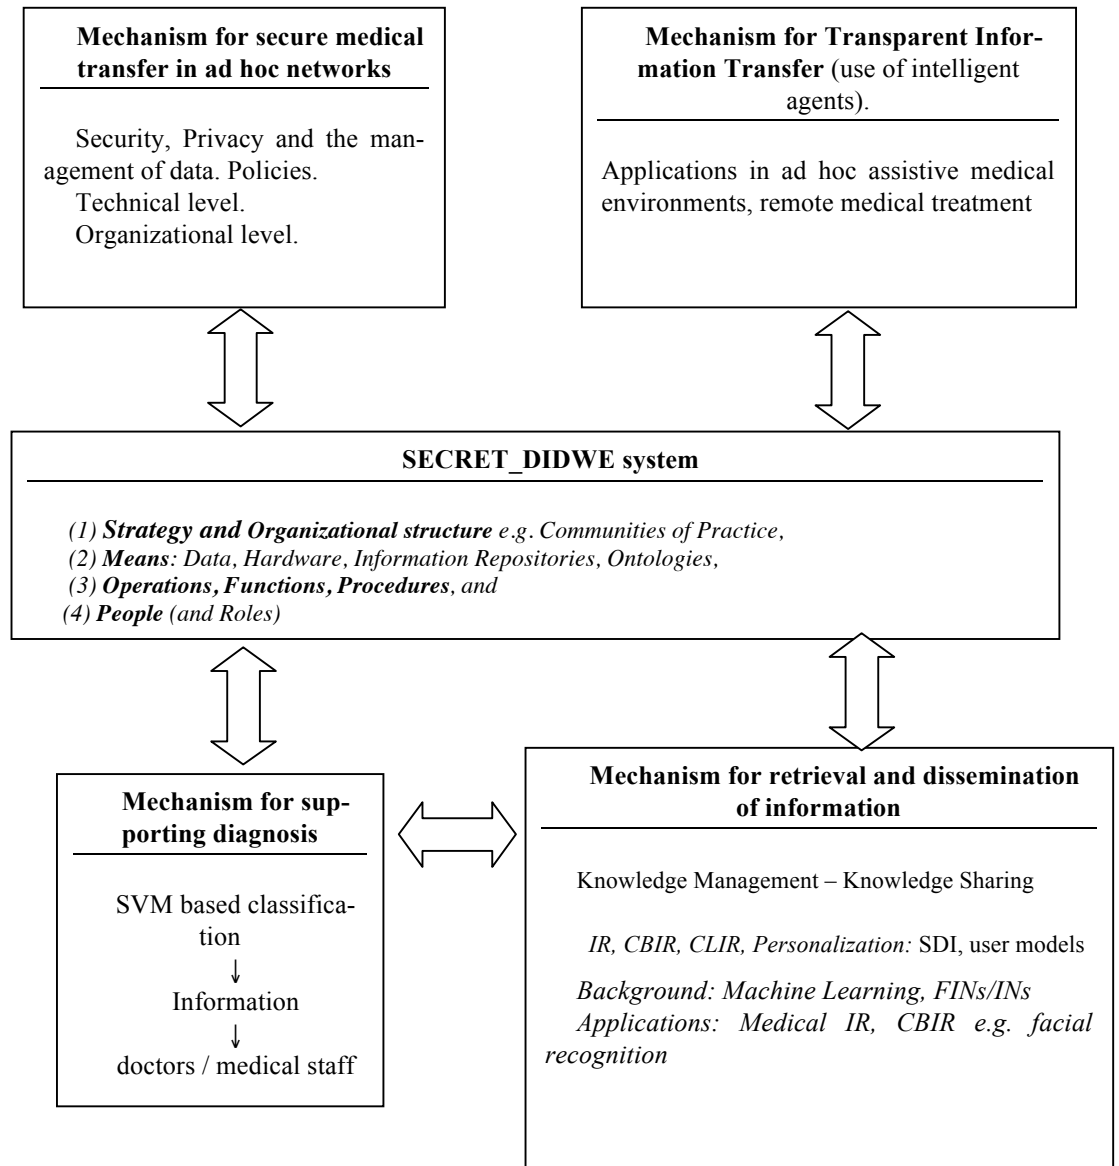 Mechanism for secure medical
transfer in ad hoc networks
Security, Privacy and the man-
agement of data. Policies.
Technical level.
Organizational level.
Mechanism for Transparent Infor-
mation Transfer (use of intelligent
agents).
Applications in ad hoc assistive medical
environments, remote medical treatment
SECRET_DIDWE system
(1) Strategy and Organizational structure e.g. Communities of Practice,
(2) Means: Data, Hardware, Information Repositories, Ontologies,
(3) Operations, Functions, Procedures, and
(4) People (and Roles)
Mechanism for sup-
porting diagnosis
SVM based classifica-
tion
↓
Information
↓
doctors / medical staff
Mechanism for retrieval and dissemination
of information
Knowledge Management – Knowledge Sharing
IR, CBIR, CLIR, Personalization: SDI, user models
Background: Machine Learning, FINs/INs
Applications: Medical IR, CBIR e.g. facial
recognition